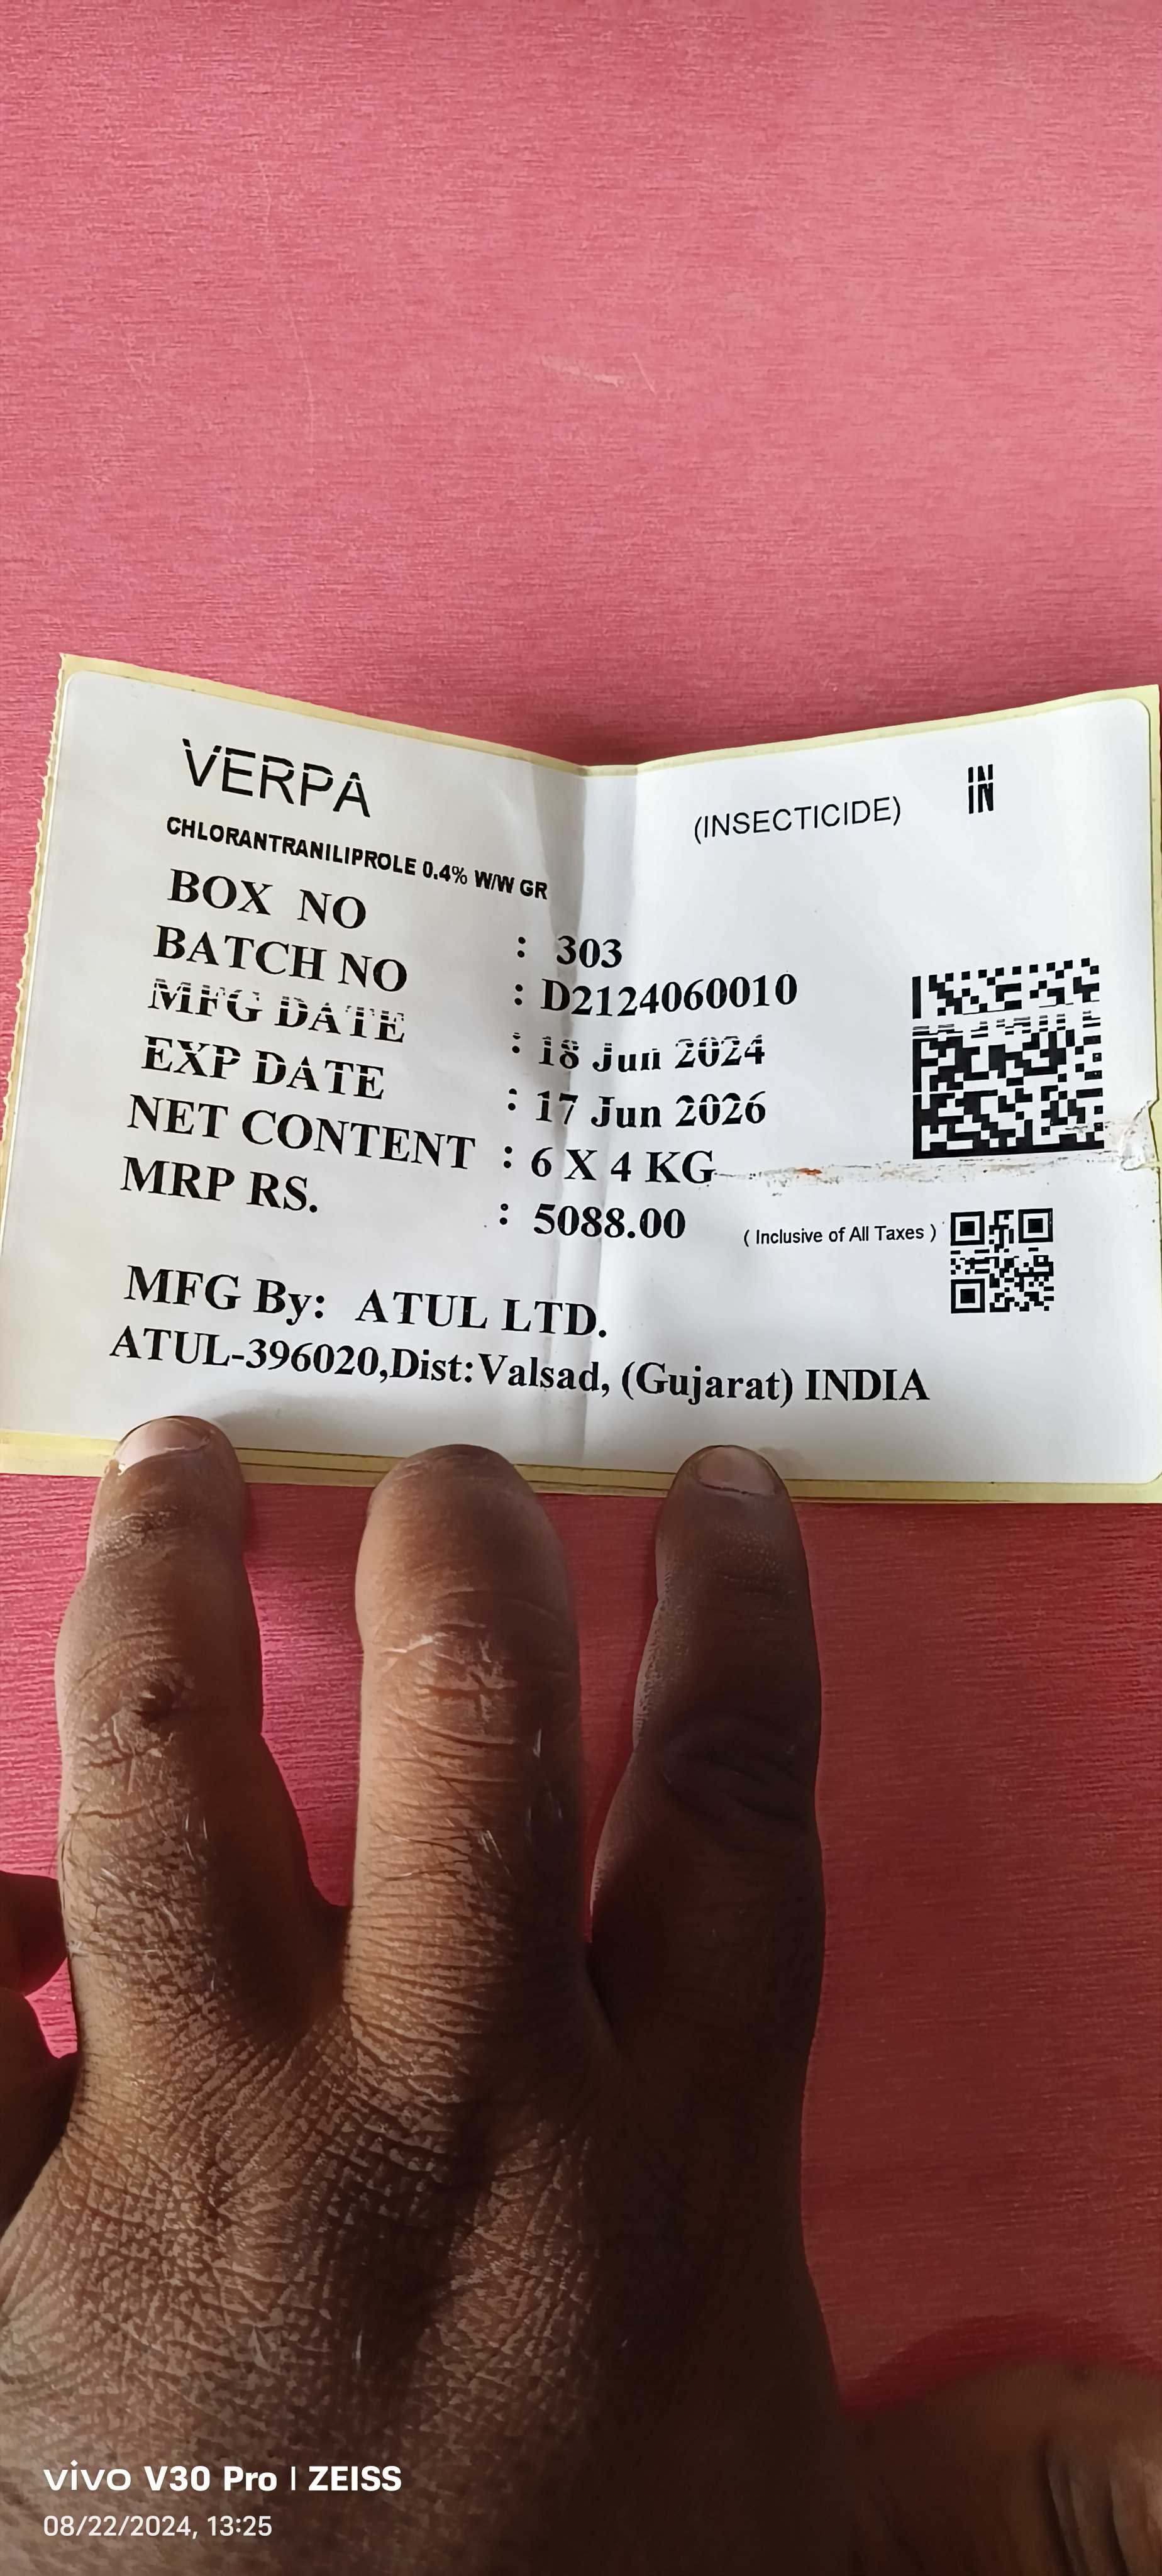 VERPA
(INSECTICIDE)
IN
CHLORANTRANILIPROLE 0.4% W/W GR
BOX NO : 303
BATCH NO : D2124060010
MFG DATE : 18 Jun 2024
EXP DATE : 17 Jun 2026
NET CONTENT : 6 X 4 KG
MRP RS. : 5088.00 ( Inclusive of All Taxes )
MFG By: ATUL LTD.
ATUL-396020,Dist:Valsad, (Gujarat) INDIA
vivo V30 Pro | ZEISS
08/22/2024, 13:25